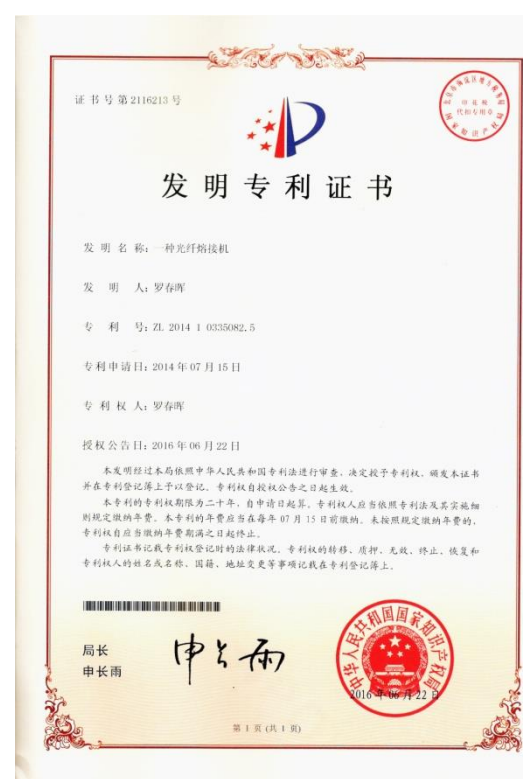 证书号第2116213号
印花税
代扣专用章
国家知识产权局
发明专利证书
发明名称：一种光纤熔接机
发明人：罗春晖
专利号：ZL 2014 1 0335082.5
专利申请日：2014年07月15日
专利权人：罗春晖
授权公告日：2016年06月22日
本发明经过本局依照中华人民共和国专利法进行审查，决定授予专利权，颁发本证书
并在专利登记簿上予以登记。专利权自授权公告之日起生效。
本专利的专利权期限为二十年，自申请日起算。专利权人应当依照专利法及其实施细
则规定缴纳年费。本专利的年费应当在每年07月15日前缴纳。未按照规定缴纳年费的，
专利权自应当缴纳年费期满之日起终止。
专利证书记载专利权登记时的法律状况。专利权的转移、质押、无效、终止、恢复和
专利权人的姓名或名称、国籍、地址变更等事项记载在专利登记簿上。
局长
申长雨
申长雨
中华人民共和国国家知识产权局
2016年06月22日
第1页(共1页)